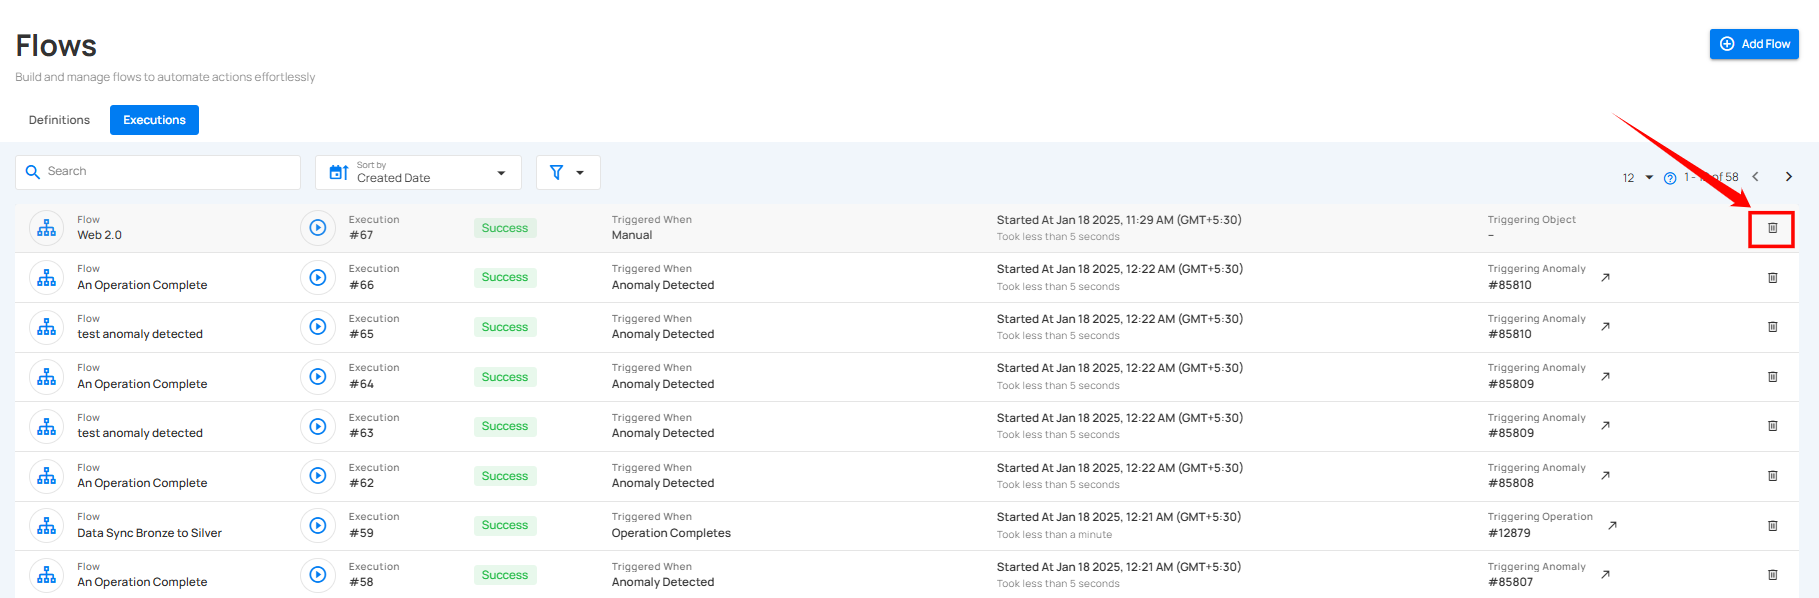 Flows
Add Flow
Build and manage flows to automate actions effortlessly
Definitions
Executions
Search
Sort by
Created Date
12
1 - of 58
Flow
Web 2.0
Execution
#67
Success
Triggered When
Manual
Started At Jan 18 2025, 11:29 AM (GMT+5:30)
Took less than 5 seconds
Triggering Object
–
Flow
An Operation Complete
Execution
#66
Success
Triggered When
Anomaly Detected
Started At Jan 18 2025, 12:22 AM (GMT+5:30)
Took less than 5 seconds
Triggering Anomaly
#85810
Flow
test anomaly detected
Execution
#65
Success
Triggered When
Anomaly Detected
Started At Jan 18 2025, 12:22 AM (GMT+5:30)
Took less than 5 seconds
Triggering Anomaly
#85810
Flow
An Operation Complete
Execution
#64
Success
Triggered When
Anomaly Detected
Started At Jan 18 2025, 12:22 AM (GMT+5:30)
Took less than 5 seconds
Triggering Anomaly
#85809
Flow
test anomaly detected
Execution
#63
Success
Triggered When
Anomaly Detected
Started At Jan 18 2025, 12:22 AM (GMT+5:30)
Took less than 5 seconds
Triggering Anomaly
#85809
Flow
An Operation Complete
Execution
#62
Success
Triggered When
Anomaly Detected
Started At Jan 18 2025, 12:22 AM (GMT+5:30)
Took less than 5 seconds
Triggering Anomaly
#85808
Flow
Data Sync Bronze to Silver
Execution
#59
Success
Triggered When
Operation Completes
Started At Jan 18 2025, 12:21 AM (GMT+5:30)
Took less than a minute
Triggering Operation
#12879
Flow
An Operation Complete
Execution
#58
Success
Triggered When
Anomaly Detected
Started At Jan 18 2025, 12:21 AM (GMT+5:30)
Took less than 5 seconds
Triggering Anomaly
#85807